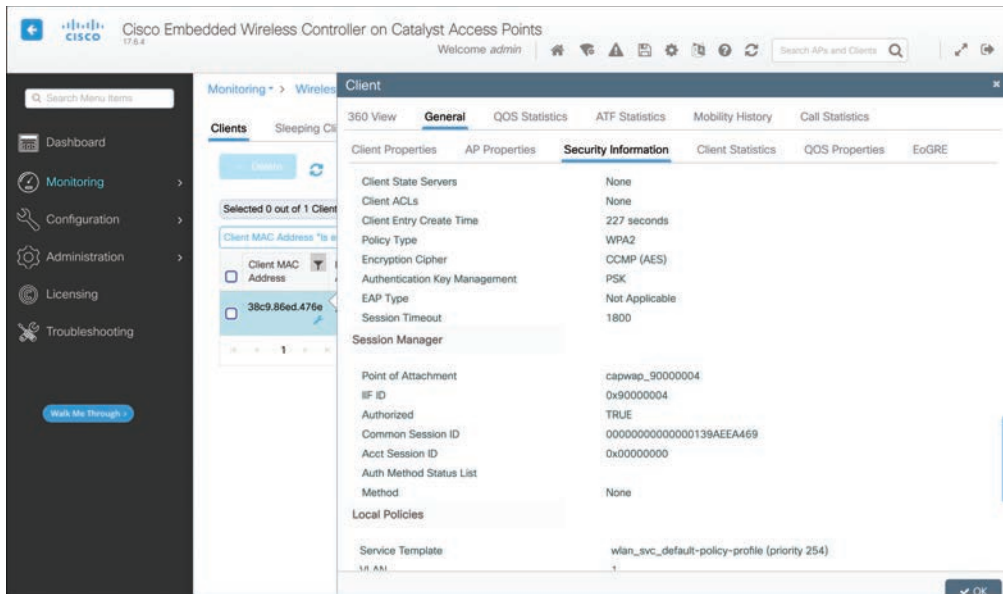 CISCO
Cisco Embedded Wireless Controller on Catalyst Access Points
17.6.4
Welcome admin
Search APs and Clients
Search Menu Items
Dashboard
Monitoring
Configuration
Administration
Licensing
Troubleshooting
Walk Me Through >
Monitoring > Wireles
Clients Sleeping Cli
Delete
Selected 0 out of 1 Client
Client MAC Address "Is e
Client MAC
Address
38c9.86ed.476e
1
Client
360 View General QOS Statistics ATF Statistics Mobility History Call Statistics
Client Properties AP Properties Security Information Client Statistics QOS Properties EoGRE
Client State Servers None
Client ACLs None
Client Entry Create Time 227 seconds
Policy Type WPA2
Encryption Cipher CCMP (AES)
Authentication Key Management PSK
EAP Type Not Applicable
Session Timeout 1800
Session Manager
Point of Attachment capwap_90000004
IIF ID 0x90000004
Authorized TRUE
Common Session ID 00000000000000139AEEA469
Acct Session ID 0x00000000
Auth Method Status List
Method None
Local Policies
Service Template wlan_svc_default-policy-profile (priority 254)
VLAN 1
OK